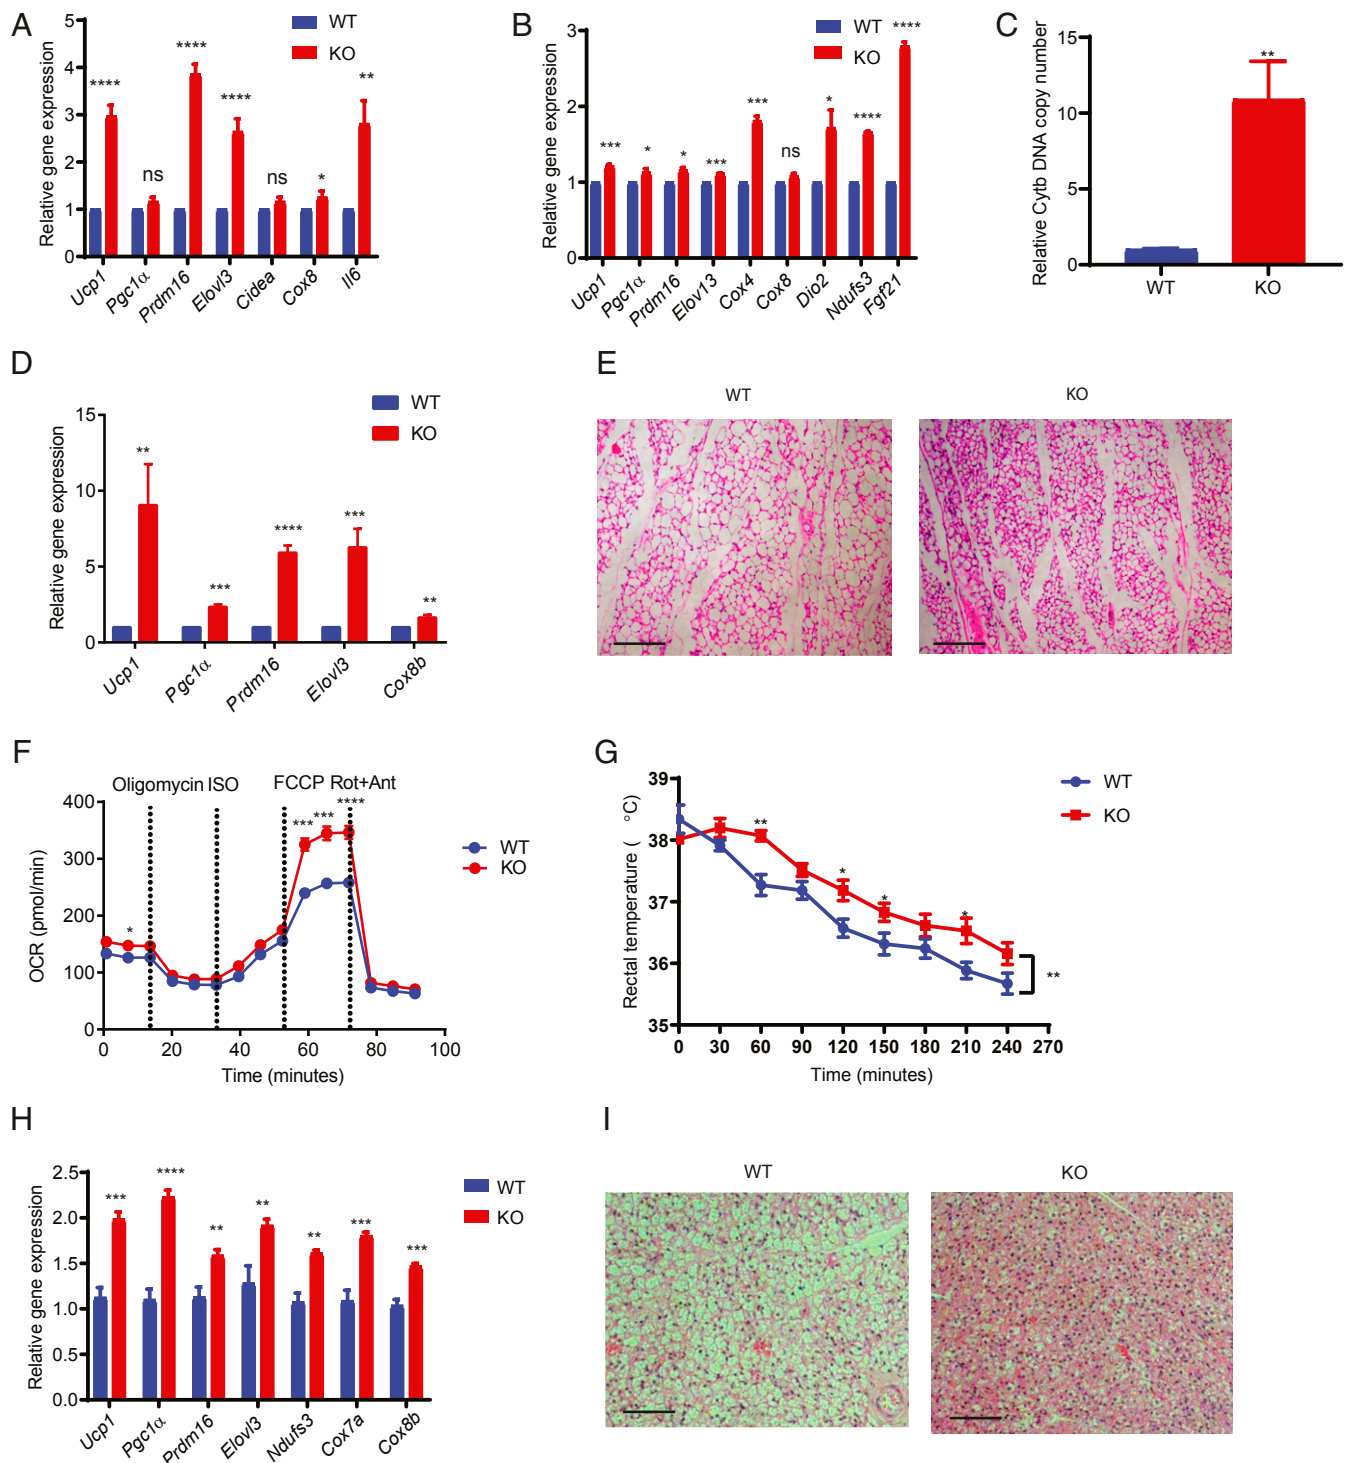 A
WT
KO
Relative gene expression
5
4
3
2
1
0
****
ns
****
****
ns
*
**
Ucp1
Pgc1α
Prdm16
Elovl3
Cidea
Cox8
Il6
B
WT
KO
Relative gene expression
3
2
1
0
***
*
*
***
***
ns
*
****
****
Ucp1
Pgc1α
Prdm16
Elov13
Cox4
Cox8
Dio2
Ndufs3
Fgf21
C
Relative Cytb DNA copy number
15
10
5
0
**
WT
KO
D
WT
KO
Relative gene expression
15
10
5
0
**
***
****
***
**
Ucp1
Pgc1α
Prdm16
Elovl3
Cox8b
E
WT
KO
F
Oligomycin ISO
FCCP Rot+Ant
OCR (pmol/min)
400
300
200
100
0
*
***
***
****
WT
KO
0 20 40 60 80 100
Time (minutes)
G
Rectal temperature ( °C)
39
38
37
36
35
**
*
*
*
**
WT
KO
0 30 60 90 120 150 180 210 240 270
Time (minutes)
H
Relative gene expression
2.5
2.0
1.5
1.0
0.5
0.0
***
****
**
**
**
***
***
WT
KO
Ucp1
Pgc1α
Prdm16
Elovl3
Ndufs3
Cox7a
Cox8b
I
WT
KO